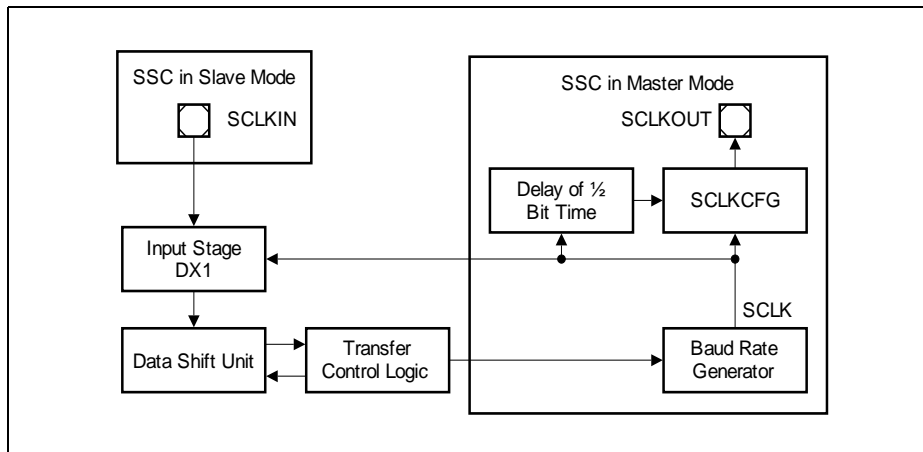 SSC in Slave Mode
SCLKIN
SSC in Master Mode
SCLKOUT
Delay of ½
Bit Time
SCLKCFG
Input Stage
DX1
SCLK
Data Shift Unit
Transfer
Control Logic
Baud Rate
Generator